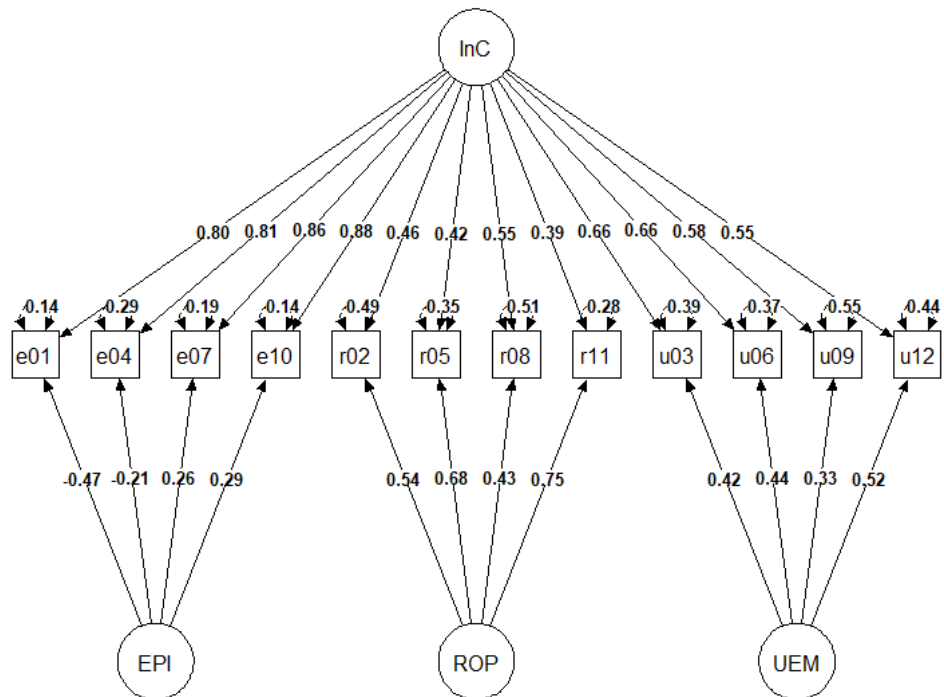 InC
0.80 0.81 0.86 0.88 0.46 0.42 0.55 0.39 0.66 0.66 0.58 0.55
0.14 0.29 0.19 0.14 0.49 0.35 0.51 0.28 0.39 0.37 0.55 0.44
e01 e04 e07 e10 r02 r05 r08 r11 u03 u06 u09 u12
-0.47 -0.21 0.26 0.29 0.54 0.68 0.43 0.75 0.42 0.44 0.33 0.52
EPI ROP UEM